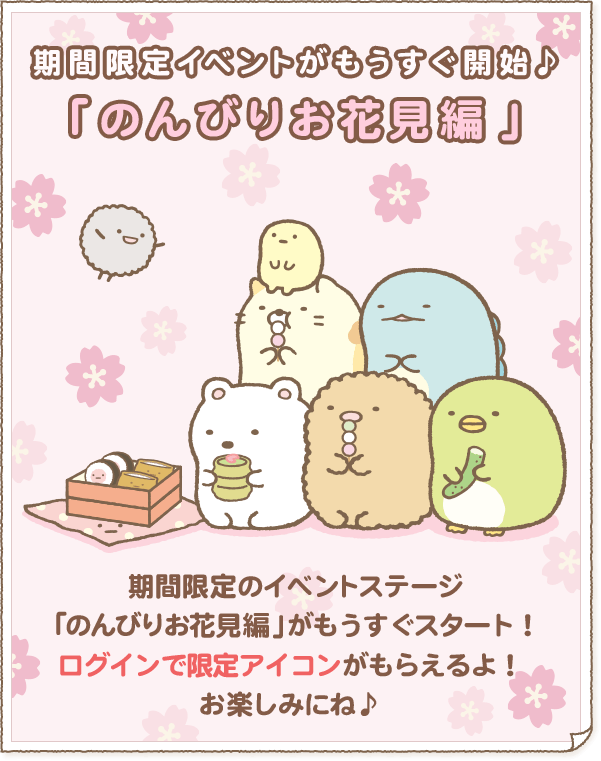 期間限定イベントがもうすぐ開始♪
「のんびりお花見編」
期間限定のイベントステージ
「のんびりお花見編」がもうすぐスタート！
ログインで限定アイコンがもらえるよ！
お楽しみにね♪